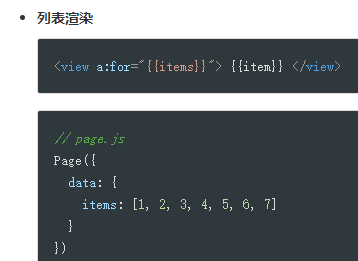 列表渲染
<view a:for="{{items}}"> {{item}} </view>
// page.js
Page({
  data: {
    items: [1, 2, 3, 4, 5, 6, 7]
  }
})